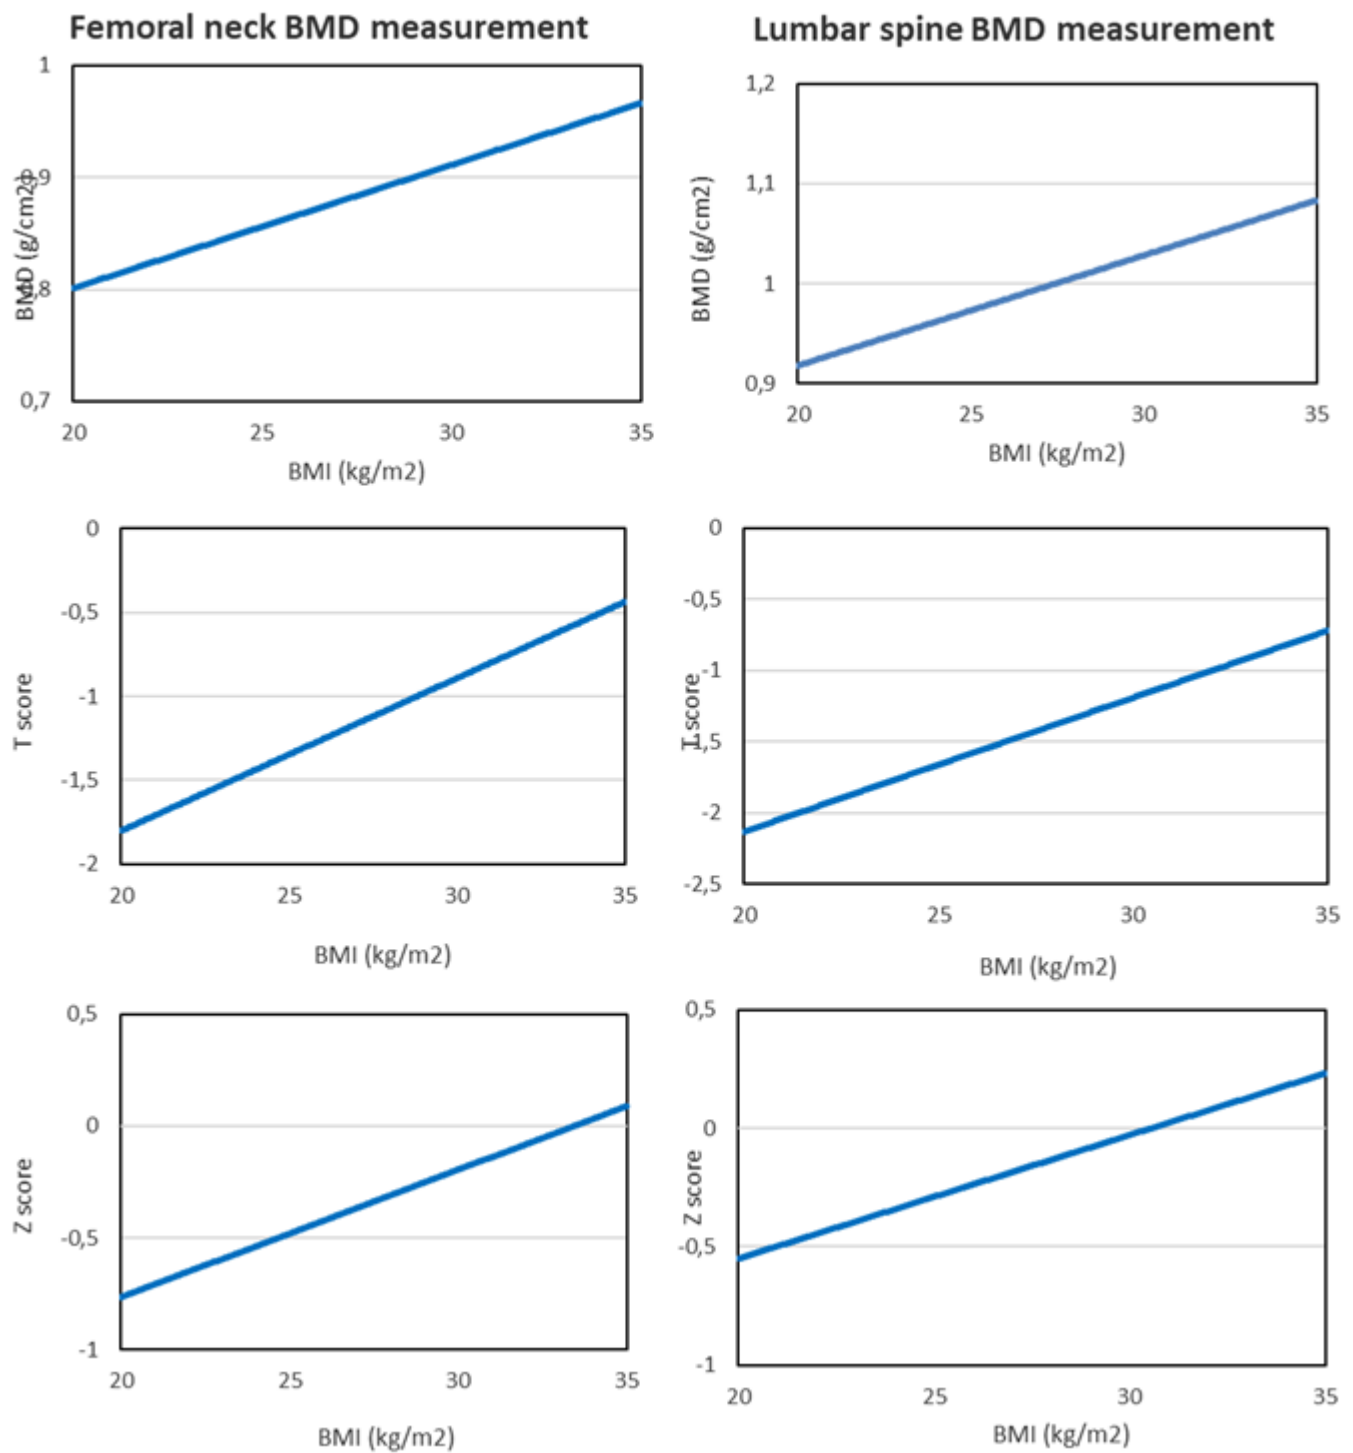 Femoral neck BMD measurement
1
0,9
0,8
0,7
BMD (g/cm2)
20 25 30 35
BMI (kg/m2)
Lumbar spine BMD measurement
1,2
1,1
1
0,9
BMD (g/cm2)
20 25 30 35
BMI (kg/m2)
0
-0,5
-1
-1,5
-2
T score
20 25 30 35
BMI (kg/m2)
0
-0,5
-1
-1,5
-2
-2,5
T score
20 25 30 35
BMI (kg/m2)
0,5
0
-0,5
-1
Z score
20 25 30 35
BMI (kg/m2)
0,5
0
-0,5
-1
Z score
20 25 30 35
BMI (kg/m2)